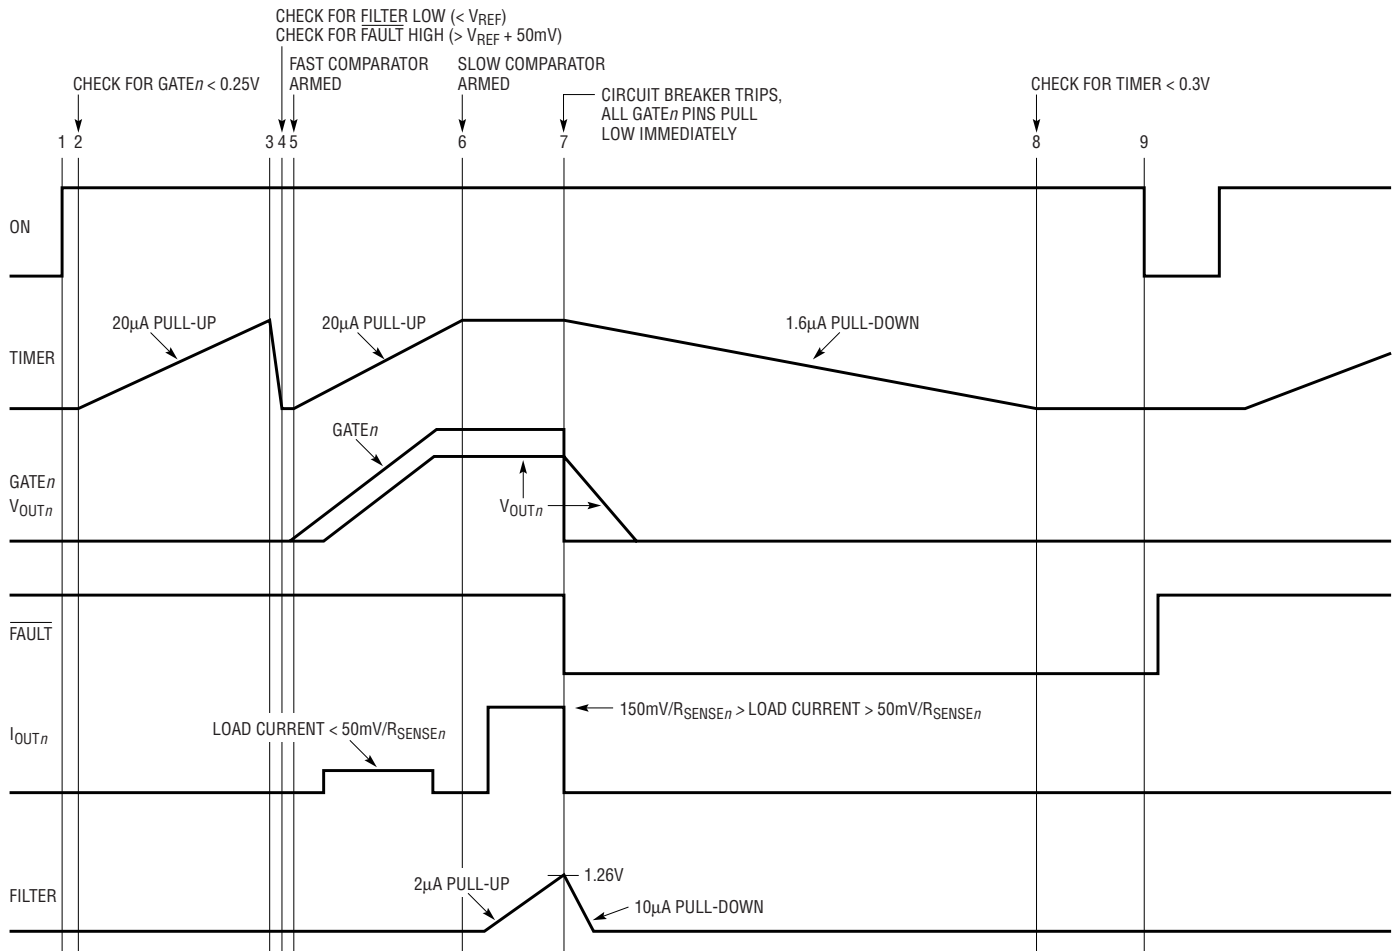 CHECK FOR FILTER LOW (< VREF)
CHECK FOR FAULT HIGH (> VREF + 50mV)
FAST COMPARATOR
ARMED
SLOW COMPARATOR
ARMED
CHECK FOR GATEn < 0.25V
CIRCUIT BREAKER TRIPS,
ALL GATEn PINS PULL
LOW IMMEDIATELY
CHECK FOR TIMER < 0.3V
1 2 3 4 5 6 7 8 9
ON
20µA PULL-UP
20µA PULL-UP
1.6µA PULL-DOWN
TIMER
GATEn
GATEn
VOUTn
VOUTn
FAULT
150mV/RSENSEn > LOAD CURRENT > 50mV/RSENSEn
LOAD CURRENT < 50mV/RSENSEn
IOUTn
1.26V
2µA PULL-UP
FILTER
10µA PULL-DOWN